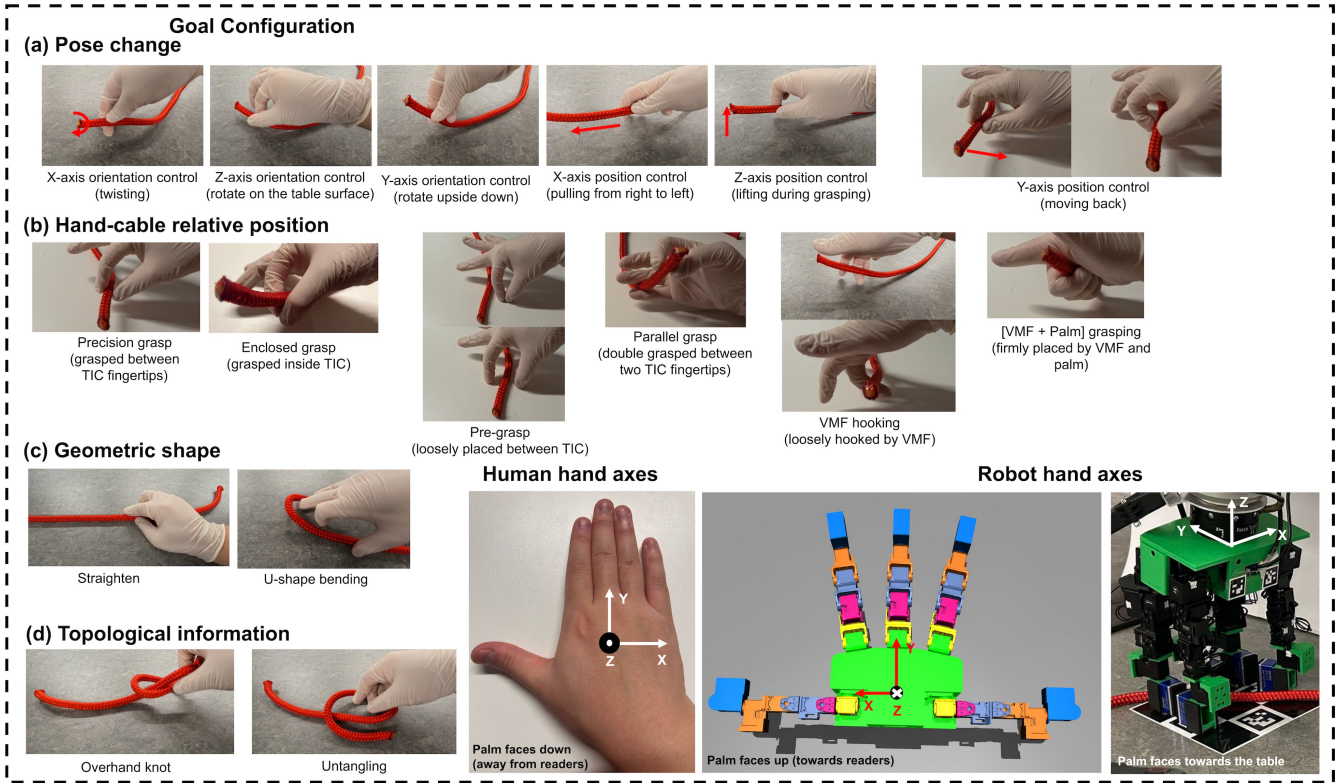 Goal Configuration
(a) Pose change
X-axis orientation control
(twisting)
Z-axis orientation control
(rotate on the table surface)
Y-axis orientation control
(rotate upside down)
X-axis position control
(pulling from right to left)
Z-axis position control
(lifting during grasping)
Y-axis position control
(moving back)
(b) Hand-cable relative position
Precision grasp
(grasped between
TIC fingertips)
Enclosed grasp
(grasped inside TIC)
Pre-grasp
(loosely placed between TIC)
Parallel grasp
(double grasped between
two TIC fingertips)
VMF hooking
(loosely hooked by VMF)
[VMF + Palm] grasping
(firmly placed by VMF and
palm)
(c) Geometric shape
Straighten
U-shape bending
(d) Topological information
Overhand knot
Untangling
Human hand axes
Y
Z
X
Palm faces down
(away from readers)
Robot hand axes
Y
X
Z
Palm faces up (towards readers)
Z
Y
X
Palm faces towards the table